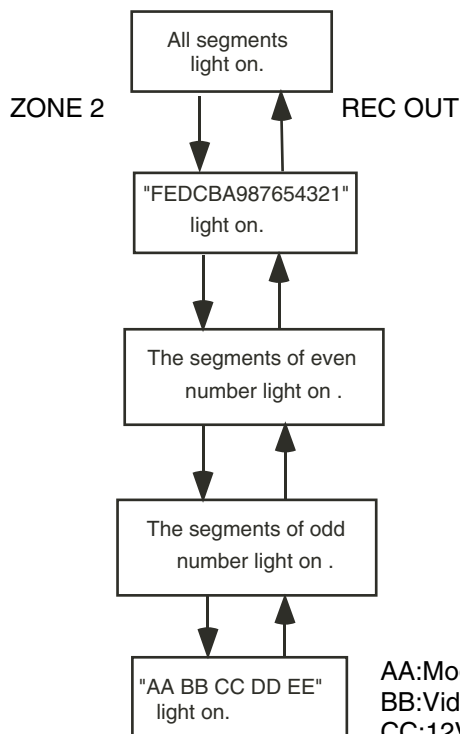 All segments
light on.
ZONE 2
REC OUT
"FEDCBA987654321"
light on.
The segments of even
number light on .
The segments of odd
number light on .
"AA BB CC DD EE"
light on.